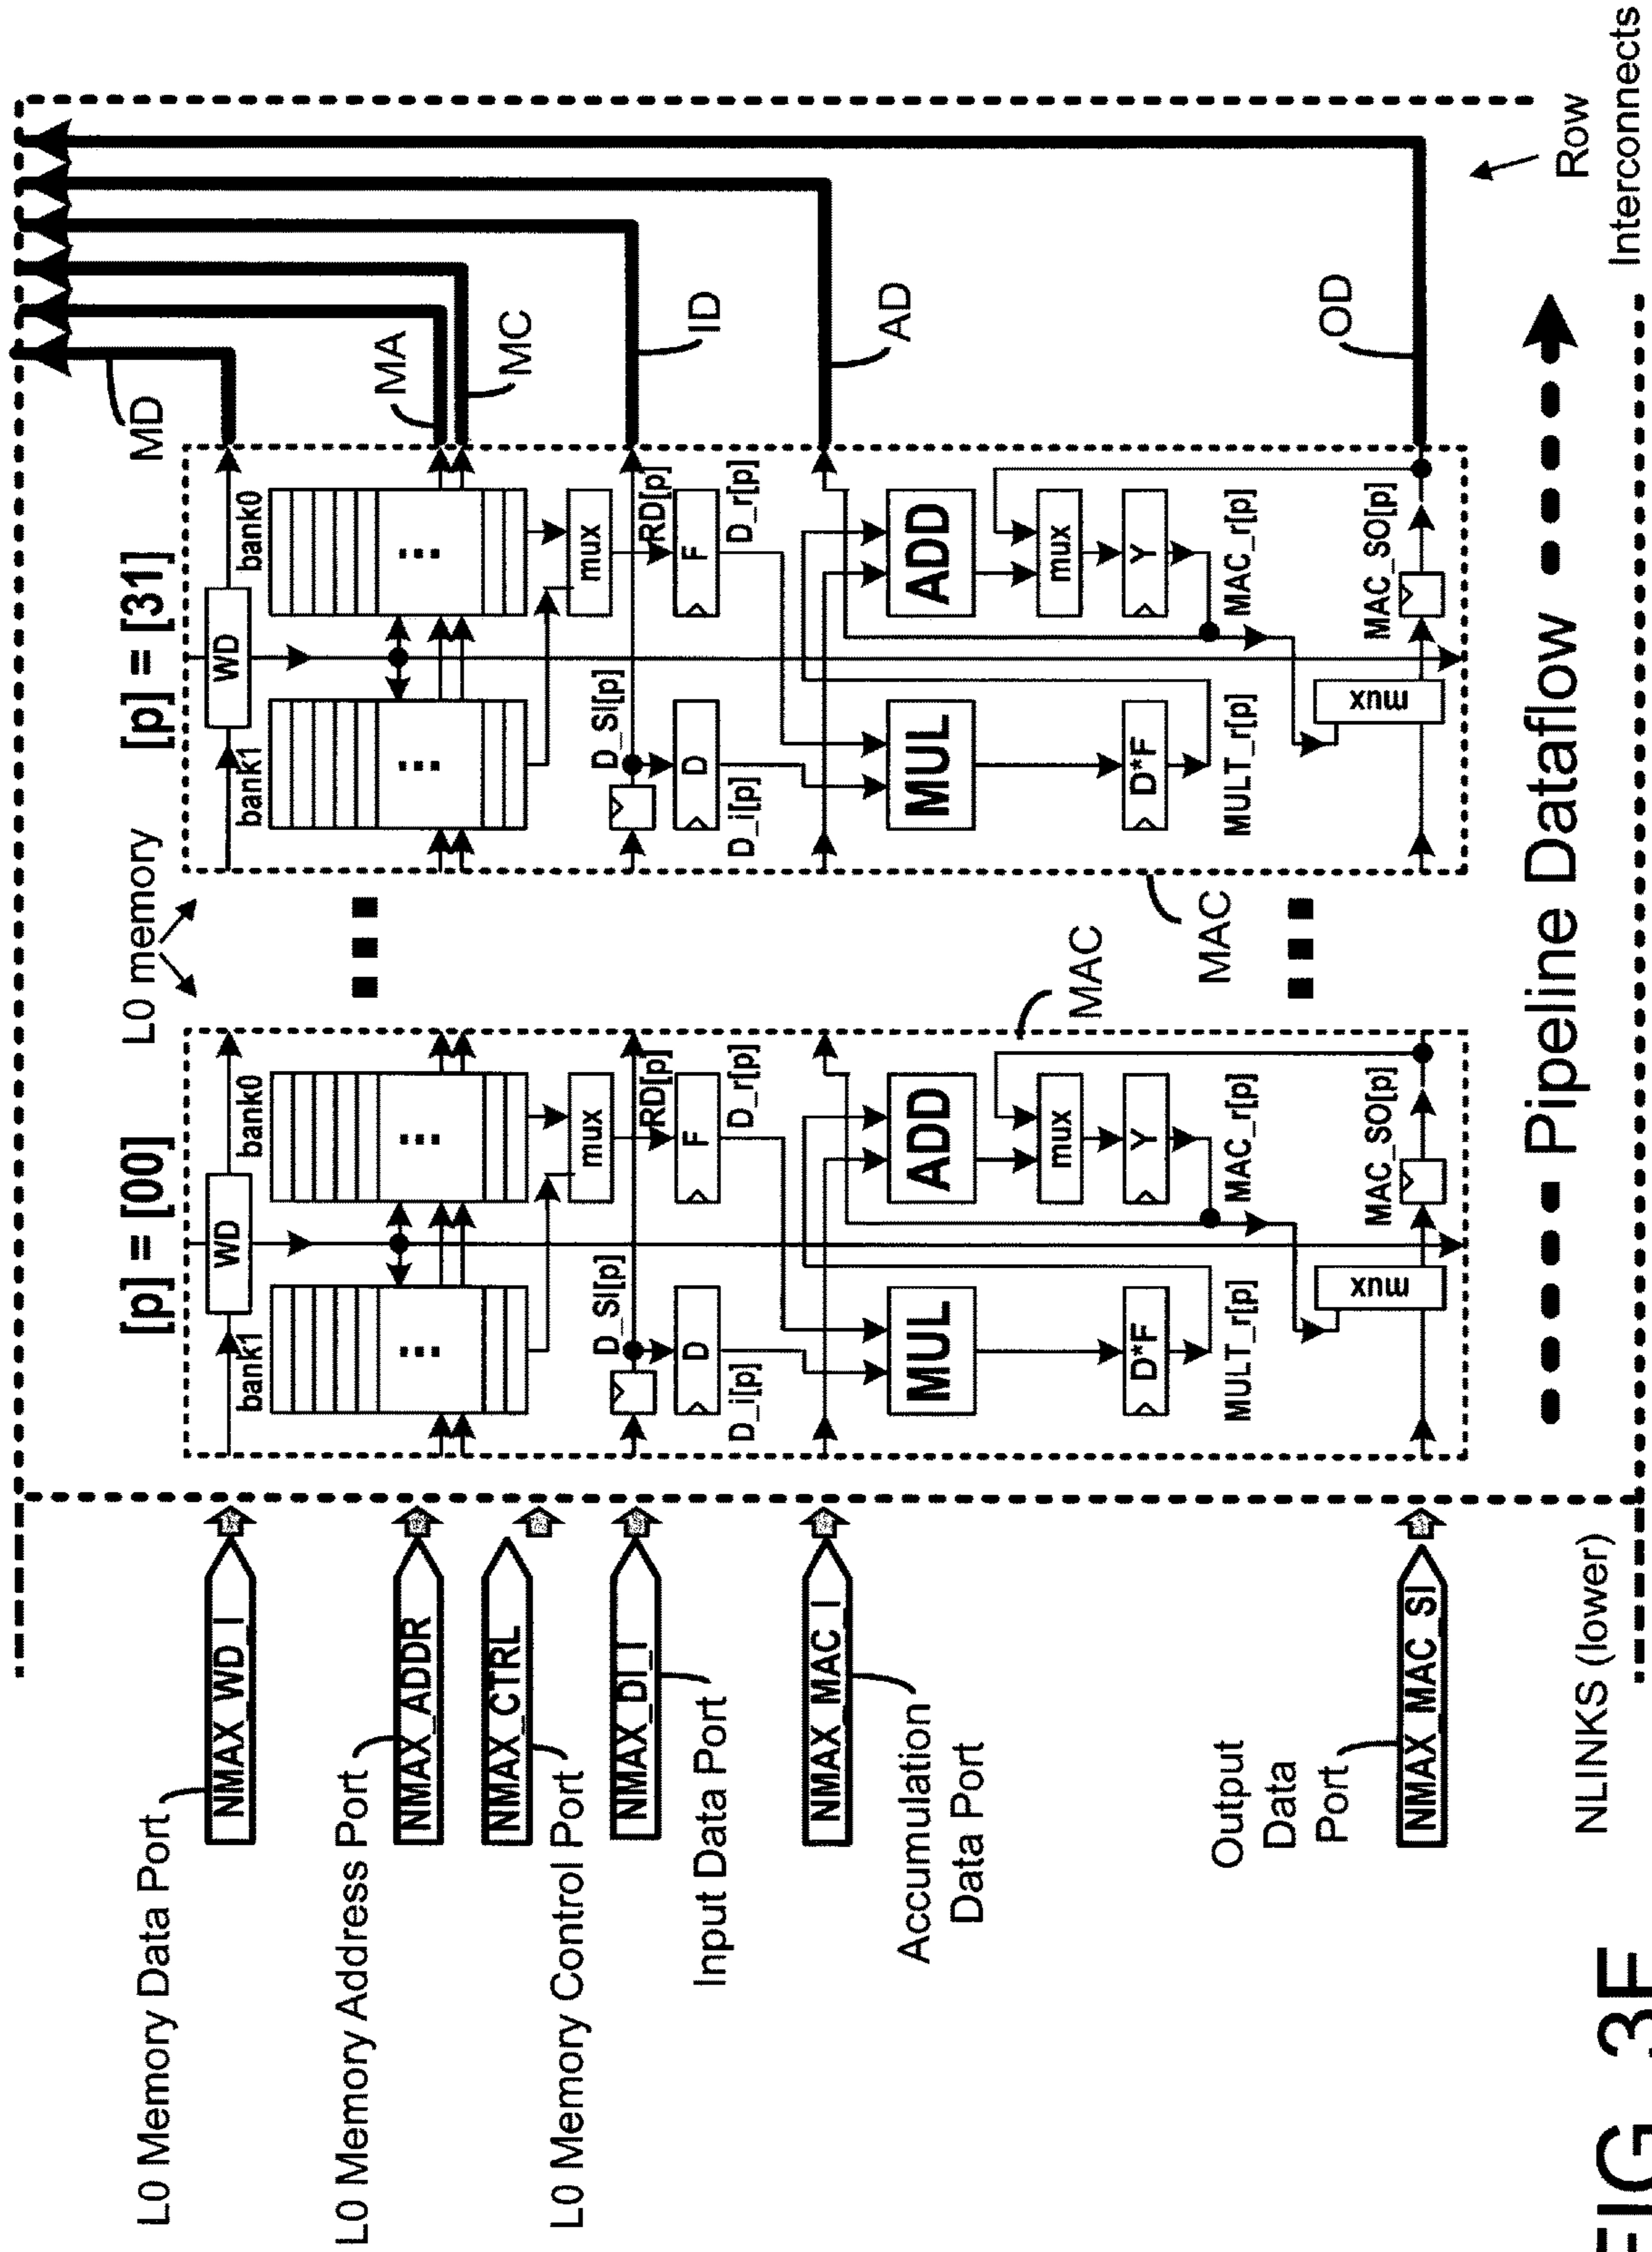 L0 Memory Data Port
NMAX_WD_I
L0 Memory Address Port
NMAX_ADDR
NMAX_CTRL
L0 Memory Control Port
NMAX_DI_I
Input Data Port
NMAX_MAC_I
Accumulation
Data Port
Output
Data
Port
NMAX_MAC_SI
NLINKS (lower)
[p] = [00]
WD
bank1
bank0
...
...
mux
D_SI[p]
RD[p]
D
F
D_i[p]
D_r[p]
MUL
ADD
mux
D*F
Y
MULT_r[p]
MAC_r[p]
mux
MAC_SO[p]
MAC
L0 memory
[p] = [31]
WD
bank1
bank0
...
...
mux
D_SI[p]
RD[p]
D
F
D_i[p]
D_r[p]
MUL
ADD
mux
D*F
Y
MULT_r[p]
MAC_r[p]
mux
MAC_SO[p]
MAC
MD
MA
MC
ID
AD
OD
Pipeline Dataflow
Row
Interconnects